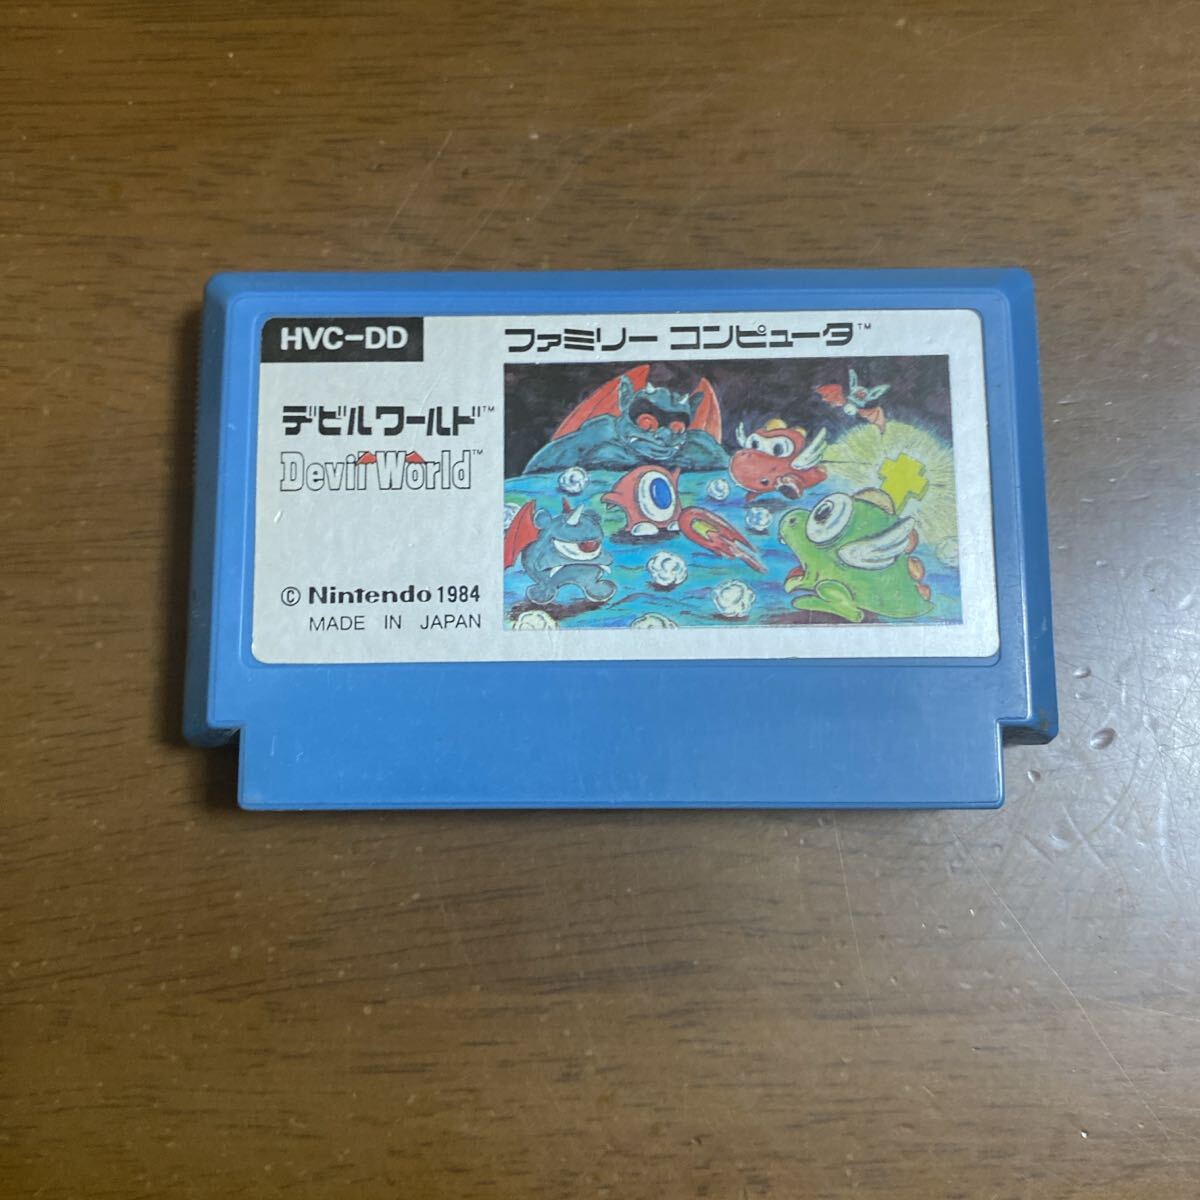 HVC-DD
ファミリー コンピュータ™
デビルワールド™
Devil World™
© Nintendo 1984
MADE IN JAPAN